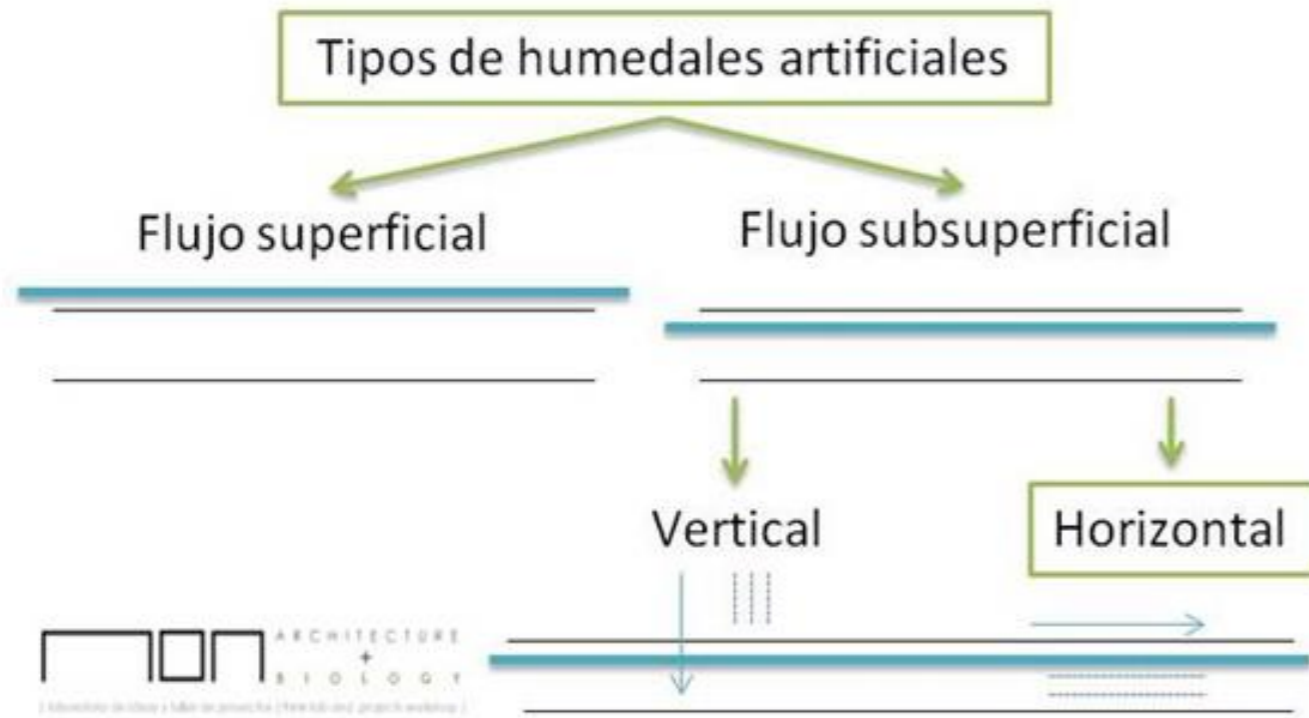 Tipos de humedales artificiales
Flujo superficial
Flujo subsuperficial
Vertical
Horizontal
ARCHITECTURE
+
BIOLOGY